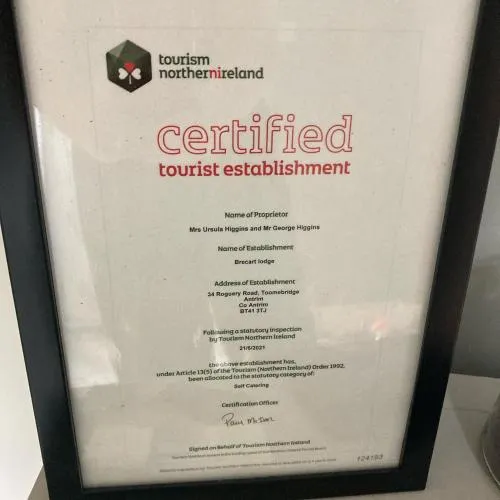 tourism
northernireland
certified
tourist establishment
Name of Proprietor
Mrs Ursula Higgins and Mr George Higgins
Name of Establishment
Brecart lodge
Address of Establishment
34 Roguery Road, Toomebridge
Antrim
Co Antrim
BT41 3TJ
Following a statutory inspection
by Tourism Northern Ireland
21/6/2021
the above establishment has,
under Article 13(5) of the Tourism (Northern Ireland) Order 1992,
been allocated to the statutory category of:
Self Catering
Certification Officer
Signed on Behalf of Tourism Northern Ireland
124193